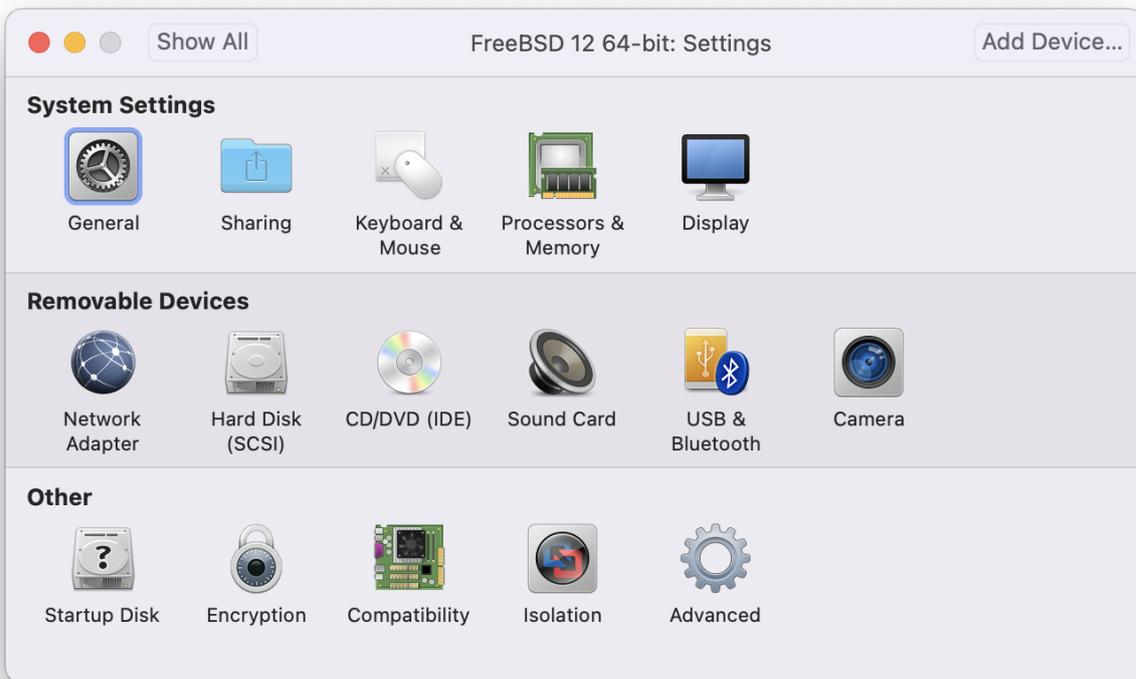 Show All
FreeBSD 12 64-bit: Settings
Add Device...
System Settings
General
Sharing
Keyboard &
Mouse
Processors &
Memory
Display
Removable Devices
Network
Adapter
Hard Disk
(SCSI)
CD/DVD (IDE)
Sound Card
USB &
Bluetooth
Camera
Other
?
Startup Disk
Encryption
Compatibility
Isolation
Advanced